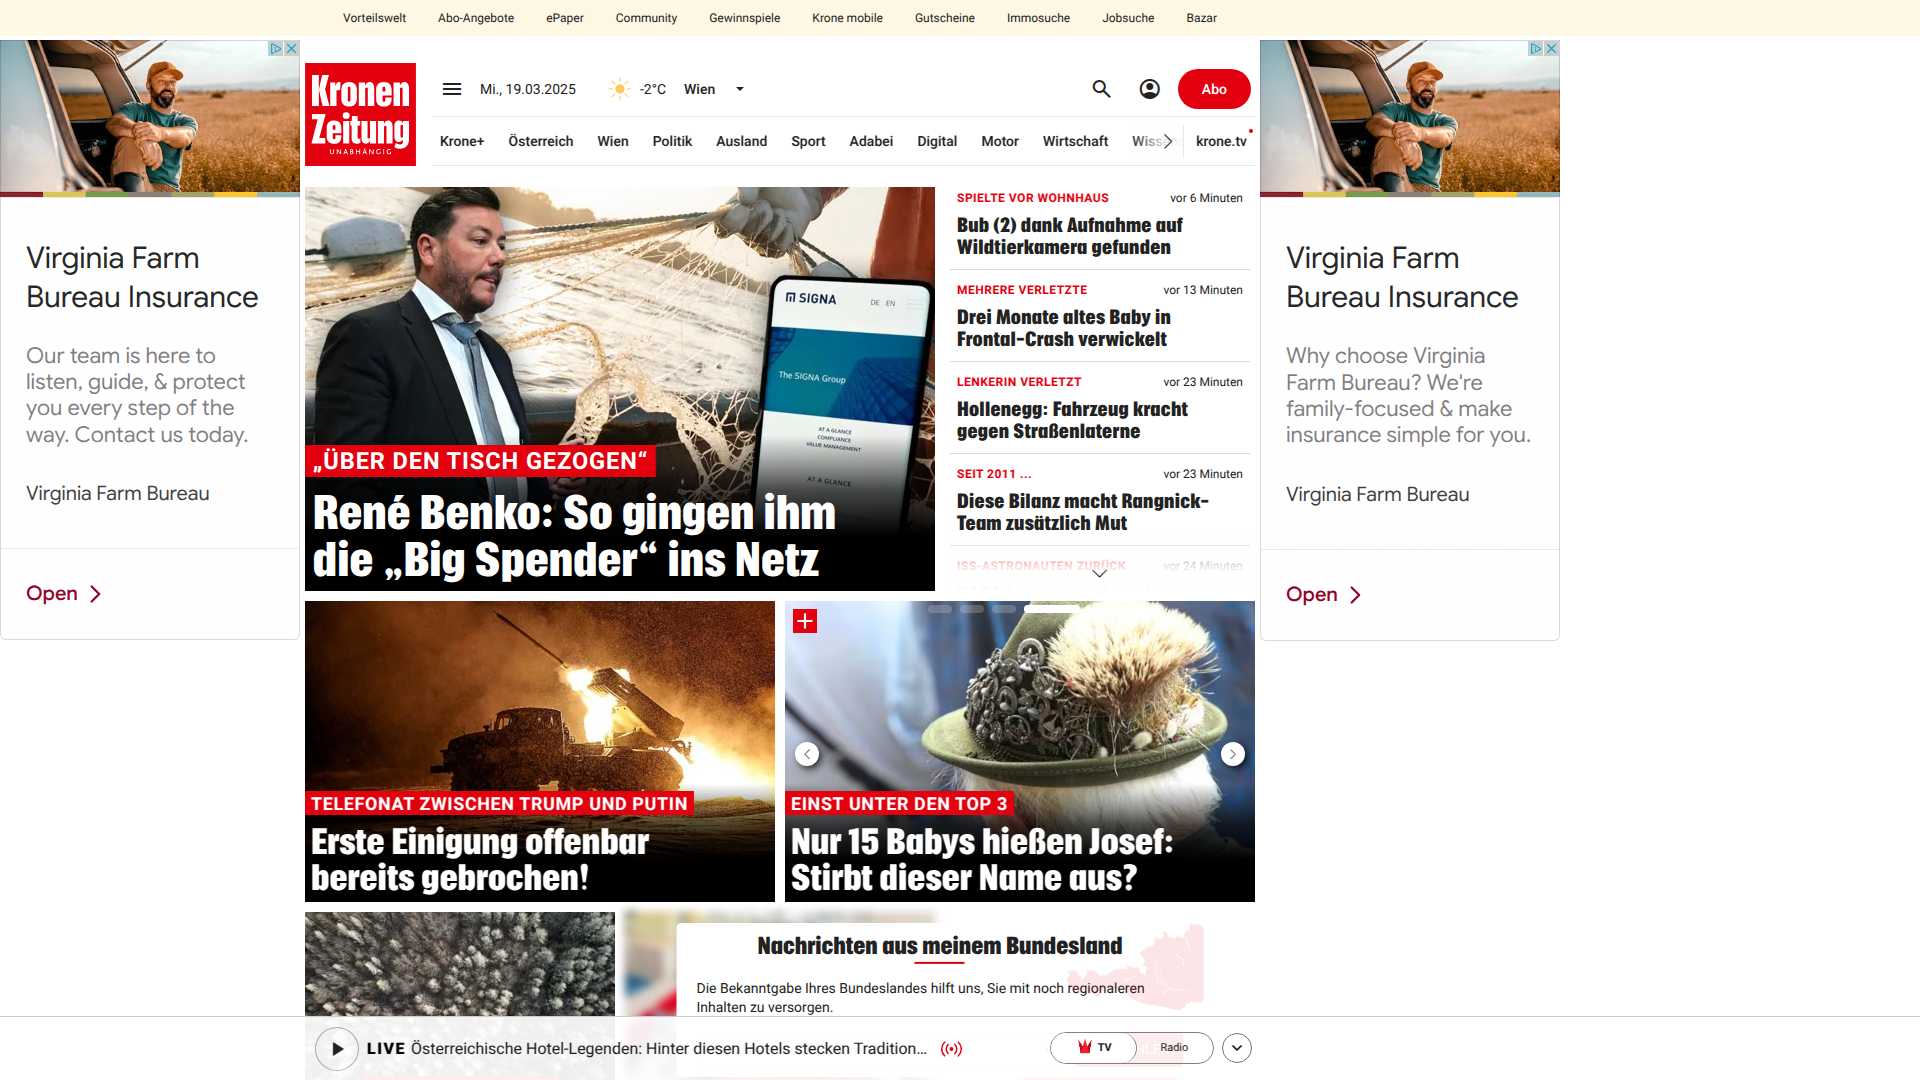 Vorteilswelt
Abo-Angebote
ePaper
Community
Gewinnspiele
Krone mobile
Gutscheine
Immosuche
Jobsuche
Bazar
Kronen
Zeitung
UNABHÄNGIG
Mi., 19.03.2025
-2°C
Wien
Abo
Krone+
Österreich
Wien
Politik
Ausland
Sport
Adabei
Digital
Motor
Wirtschaft
krone.tv
Virginia Farm
Bureau Insurance
Our team is here to
listen, guide, & protect
you every step of the
way. Contact us today.
Virginia Farm Bureau
Open
SIGNA
DE EN
The SIGNA Group
AT A GLANCE
COMPLIANCE
VALUE MANAGEMENT
AT A GLANCE
„ÜBER DEN TISCH GEZOGEN“
René Benko: So gingen ihm
die „Big Spender“ ins Netz
SPIELTE VOR WOHNHAUS
vor 6 Minuten
Bub (2) dank Aufnahme auf
Wildtierkamera gefunden
MEHRERE VERLETZTE
vor 13 Minuten
Drei Monate altes Baby in
Frontal-Crash verwickelt
LENKERIN VERLETZT
vor 23 Minuten
Hollenegg: Fahrzeug kracht
gegen Straßenlaterne
SEIT 2011 ...
vor 23 Minuten
Diese Bilanz macht Rangnick-
Team zusätzlich Mut
ISS-ASTRONAUTEN ZURÜCK
vor 24 Minuten
Virginia Farm
Bureau Insurance
Why choose Virginia
Farm Bureau? We're
family-focused & make
insurance simple for you.
Virginia Farm Bureau
Open
TELEFONAT ZWISCHEN TRUMP UND PUTIN
Erste Einigung offenbar
bereits gebrochen!
EINST UNTER DEN TOP 3
Nur 15 Babys hießen Josef:
Stirbt dieser Name aus?
Nachrichten aus meinem Bundesland
Die Bekanntgabe Ihres Bundeslandes hilft uns, Sie mit noch regionaleren
Inhalten zu versorgen.
LIVE Österreichische Hotel-Legenden: Hinter diesen Hotels stecken Tradition...
TV
Radio